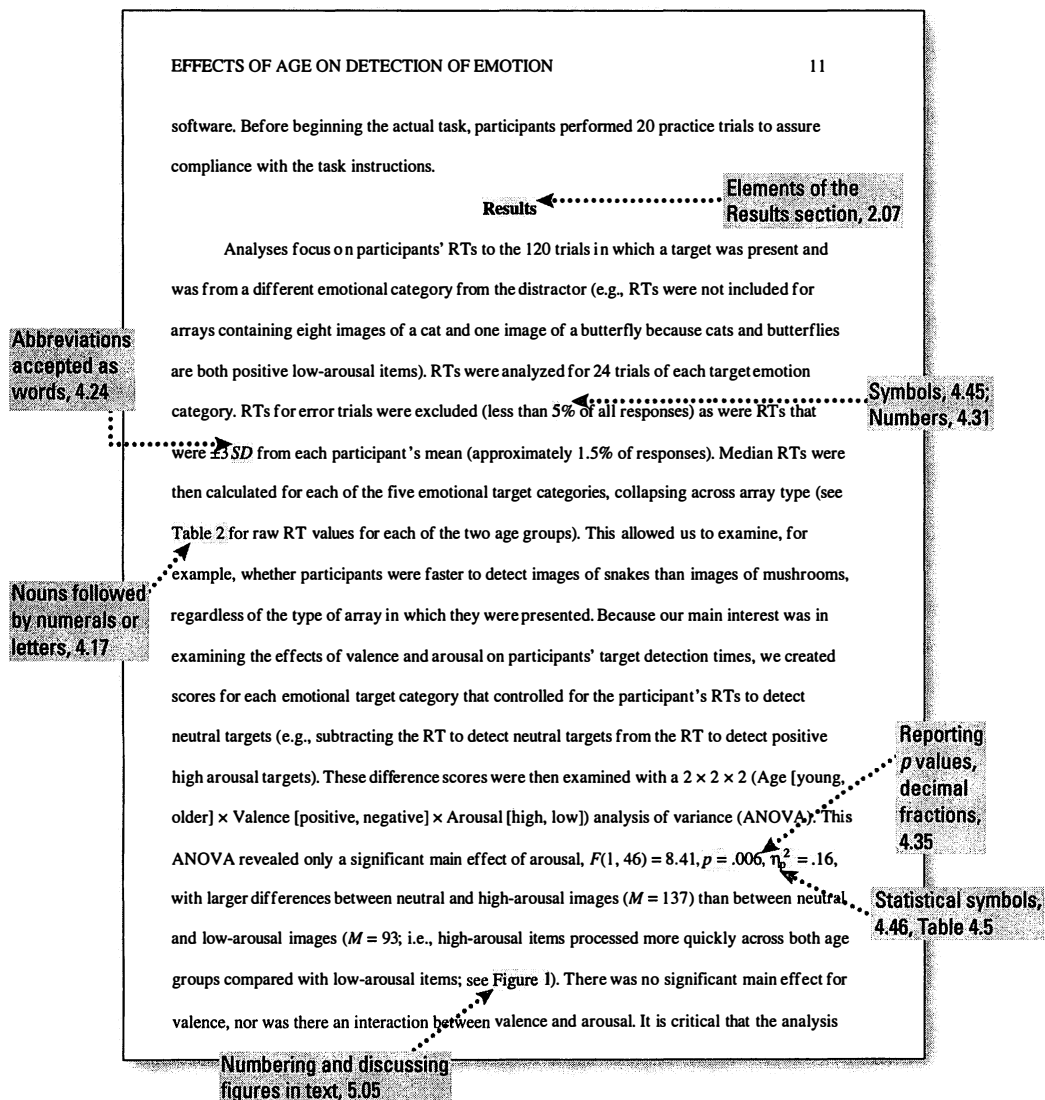 EFFECTS OF AGE ON DETECTION OF EMOTION 11
software. Before beginning the actual task, participants performed 20 practice trials to assure
compliance with the task instructions.
Results
Elements of the
Results section, 2.07
Analyses focus on participants' RTs to the 120 trials in which a target was present and
was from a different emotional category from the distractor (e.g., RTs were not included for
arrays containing eight images of a cat and one image of a butterfly because cats and butterflies
are both positive low-arousal items). RTs were analyzed for 24 trials of each target emotion
category. RTs for error trials were excluded (less than 5% of all responses) as were RTs that
were ±3 SD from each participant's mean (approximately 1.5% of responses). Median RTs were
then calculated for each of the five emotional target categories, collapsing across array type (see
Table 2 for raw RT values for each of the two age groups). This allowed us to examine, for
example, whether participants were faster to detect images of snakes than images of mushrooms,
regardless of the type of array in which they were presented. Because our main interest was in
examining the effects of valence and arousal on participants' target detection times, we created
scores for each emotional target category that controlled for the participant's RTs to detect
neutral targets (e.g., subtracting the RT to detect neutral targets from the RT to detect positive
high arousal targets). These difference scores were then examined with a 2 × 2 × 2 (Age [young,
older] × Valence [positive, negative] × Arousal [high, low]) analysis of variance (ANOVA). This
ANOVA revealed only a significant main effect of arousal, F(1, 46) = 8.41, p = .006, ηp² = .16,
with larger differences between neutral and high-arousal images (M = 137) than between neutral
and low-arousal images (M = 93; i.e., high-arousal items processed more quickly across both age
groups compared with low-arousal items; see Figure 1). There was no significant main effect for
valence, nor was there an interaction between valence and arousal. It is critical that the analysis
Abbreviations
accepted as
words, 4.24
Symbols, 4.45;
Numbers, 4.31
Nouns followed
by numerals or
letters, 4.17
Reporting
p values,
decimal
fractions,
4.35
Statistical symbols,
4.46, Table 4.5
Numbering and discussing
figures in text, 5.05